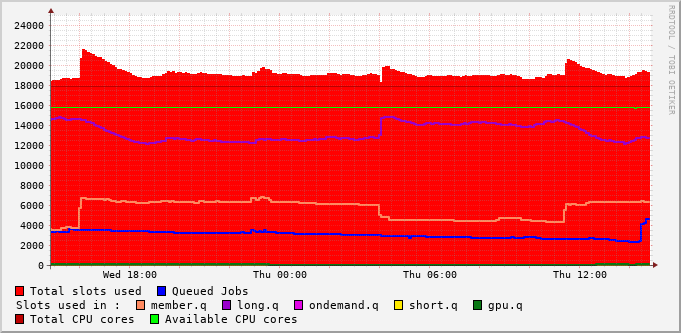 24000
22000
20000
18000
16000
14000
12000
10000
8000
6000
4000
2000
0
Wed 18:00 Thu 00:00 Thu 06:00 Thu 12:00
RRDTOOL / TOBI OETIKER
Total slots used Queued Jobs
Slots used in : member.q long.q ondemand.q short.q gpu.q
Total CPU cores Available CPU cores